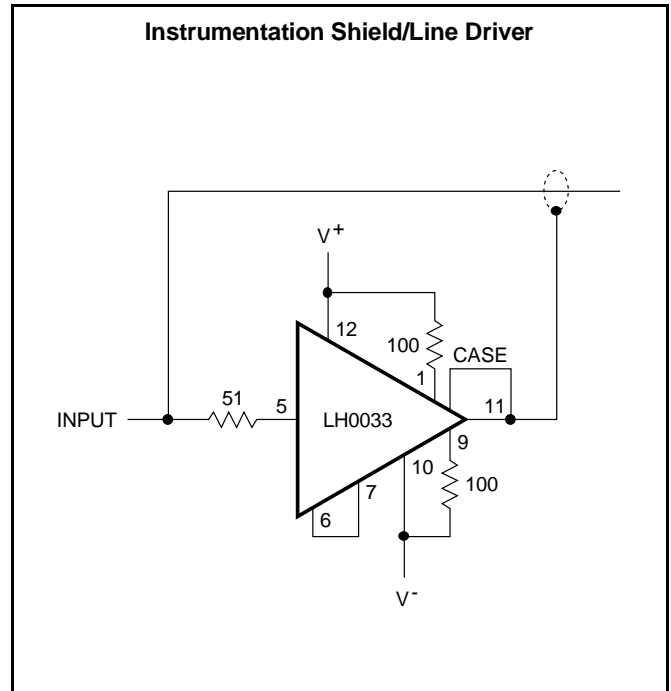 Instrumentation Shield/Line Driver
V+
12
100
CASE
1
51
INPUT
5
LH0033
11
9
10
7
100
6
V-